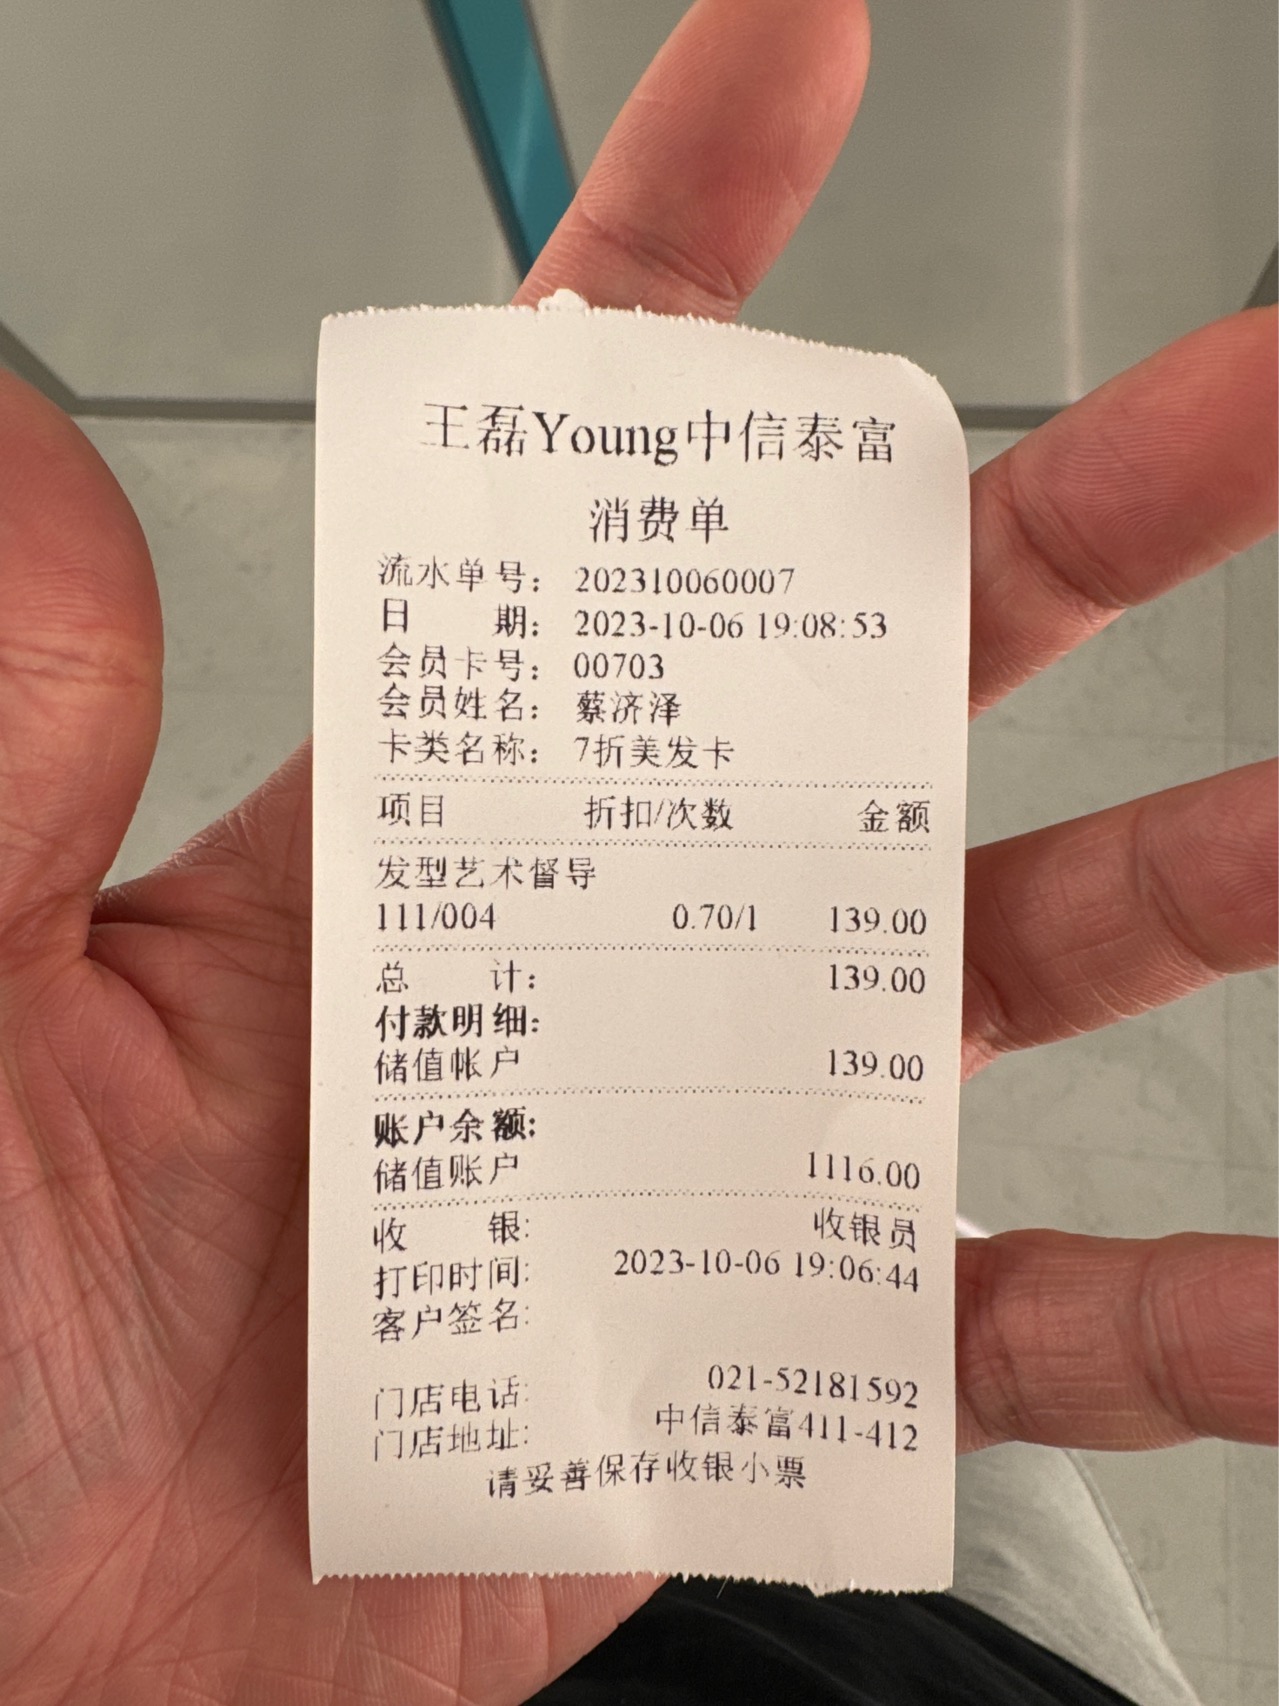 王磊Young中信泰富
消费单
流水单号： 202310060007
日 期： 2023-10-06 19:08:53
会员卡号： 00703
会员姓名： 蔡济泽
卡类名称： 7折美发卡
项目 折扣/次数 金额
发型艺术督导
111/004 0.70/1 139.00
总 计： 139.00
付款明细：
储值帐户 139.00
账户余额：
储值账户 1116.00
收 银： 收银员
打印时间： 2023-10-06 19:06:44
客户签名：
门店电话： 021-52181592
门店地址： 中信泰富411-412
请妥善保存收银小票